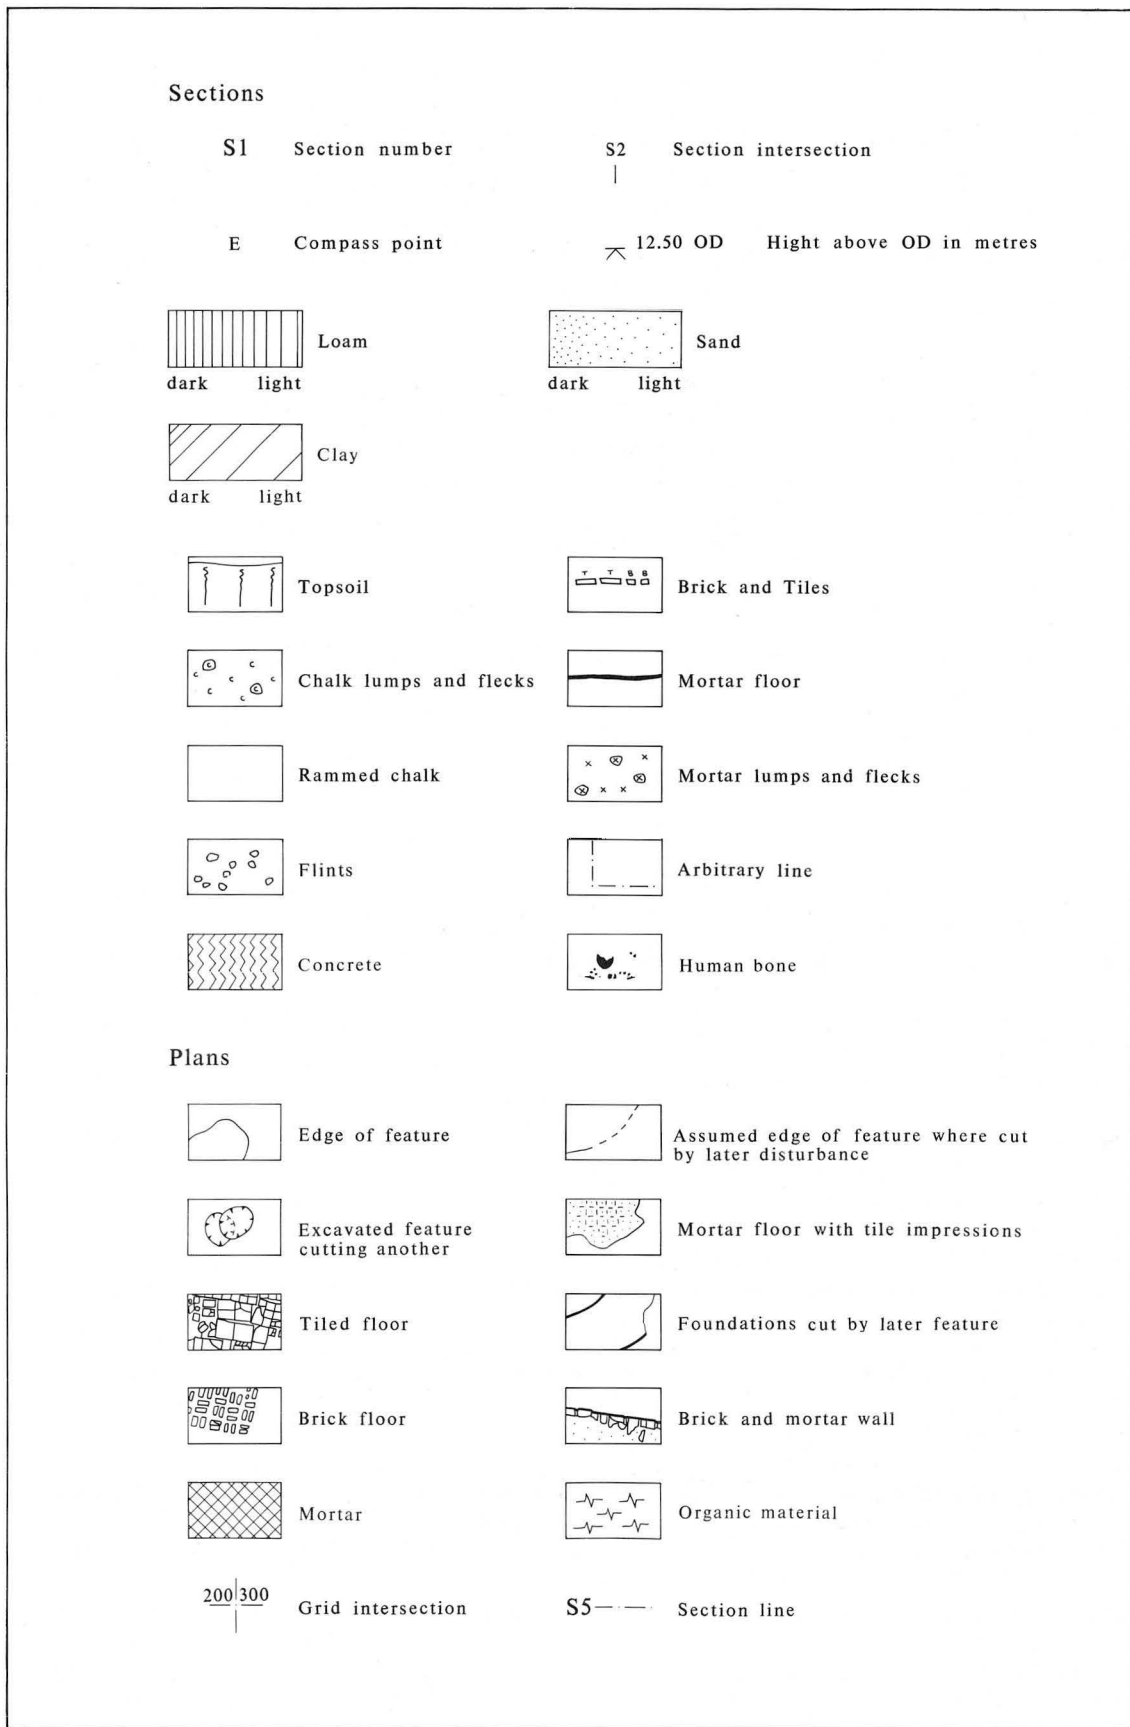 Sections
S1 Section number
S2 Section intersection
E Compass point
12.50 OD Hight above OD in metres
Loam
dark light
Sand
dark light
Clay
dark light
Topsoil
T T B B
Brick and Tiles
c c c c c c c c
Chalk lumps and flecks
Mortar floor
Rammed chalk
Mortar lumps and flecks
Flints
Arbitrary line
Concrete
Human bone
Plans
Edge of feature
Assumed edge of feature where cut
by later disturbance
Excavated feature
cutting another
Mortar floor with tile impressions
Tiled floor
Foundations cut by later feature
Brick floor
Brick and mortar wall
Mortar
Organic material
200 300
Grid intersection
S5 Section line